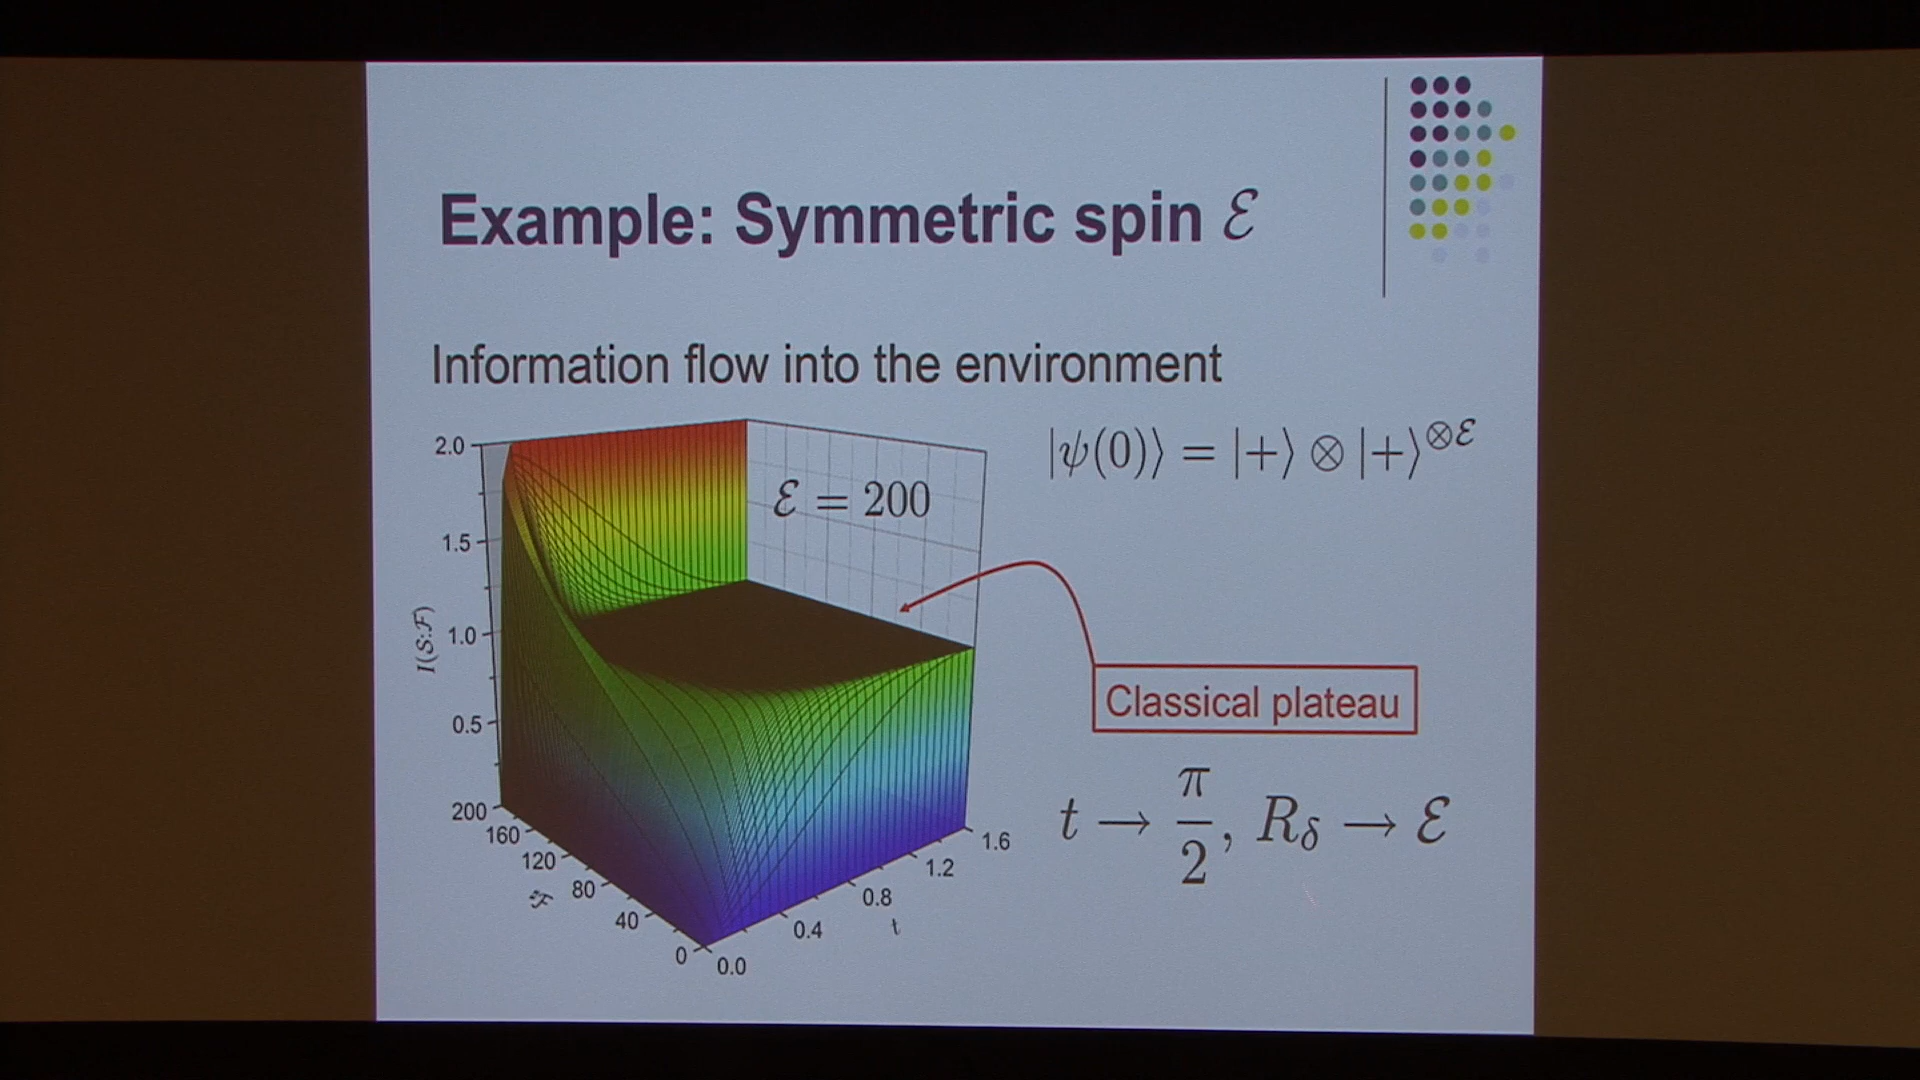 Example: Symmetric spin ℰ
Information flow into the environment
|ψ(0)⟩ = |+⟩ ⊗ |+⟩^⊗ℰ
ℰ = 200
2.0
1.5
1.0
0.5
I(𝒮:ℱ)
200
160
120
80
40
0
ℱ
0.0
0.4
0.8
1.2
1.6
t
Classical plateau
t → π/2, R_δ → ℰ